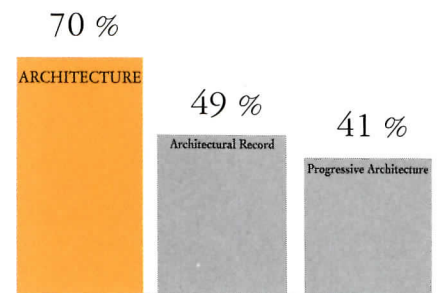 70 %
ARCHITECTURE
49 %
Architectural Record
41 %
Progressive Architecture